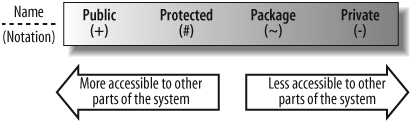 Name Public Protected Package Private
(Notation) (+) (#) (~) (-)
More accessible to other Less accessible to other
parts of the system parts of the system